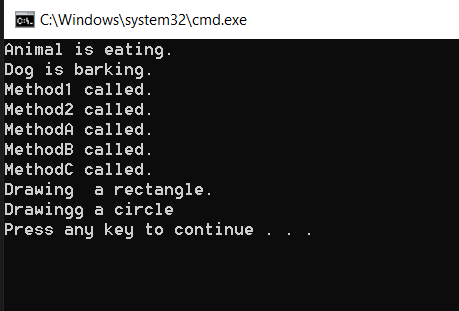 C:\Windows\system32\cmd.exe
Animal is eating.
Dog is barking.
Method1 called.
Method2 called.
MethodA called.
MethodB called.
MethodC called.
Drawing  a rectangle.
Drawingg a circle
Press any key to continue . . .